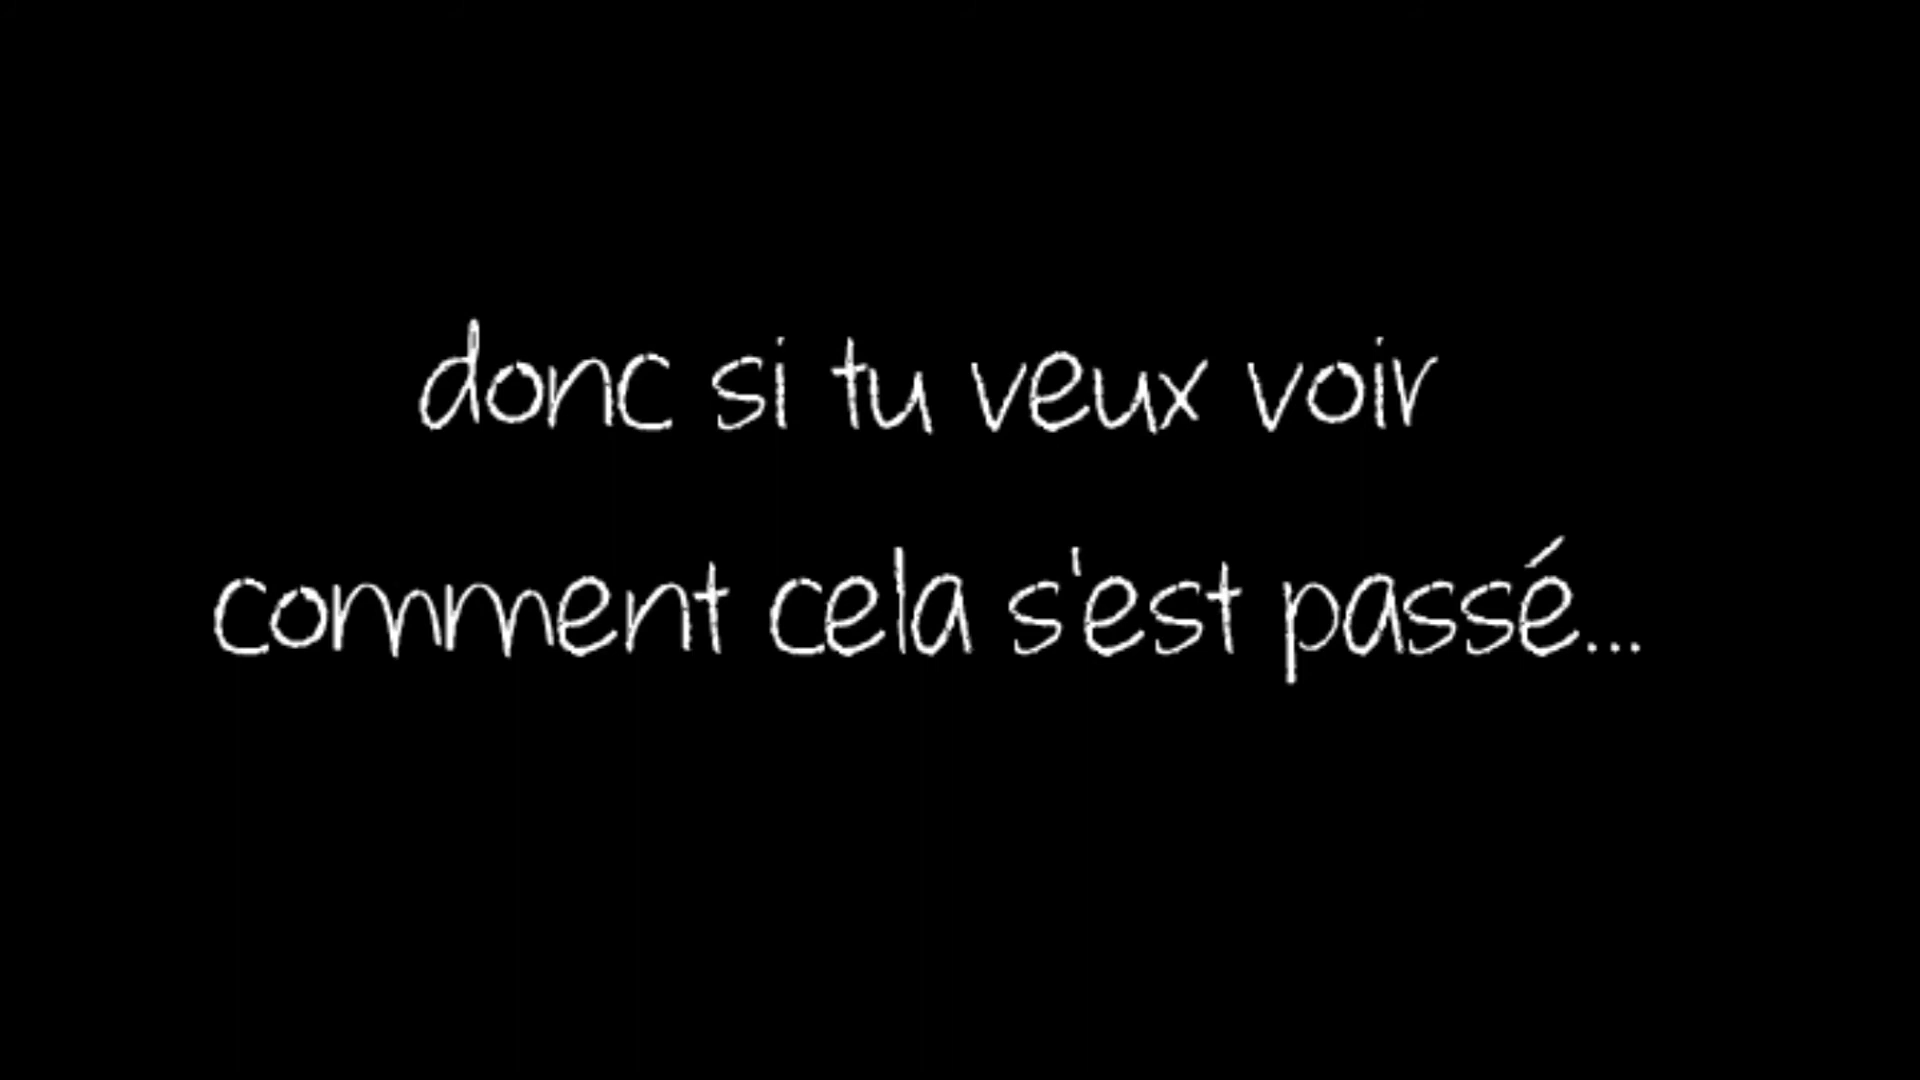 donc si tu veux voir
comment cela s'est passé...